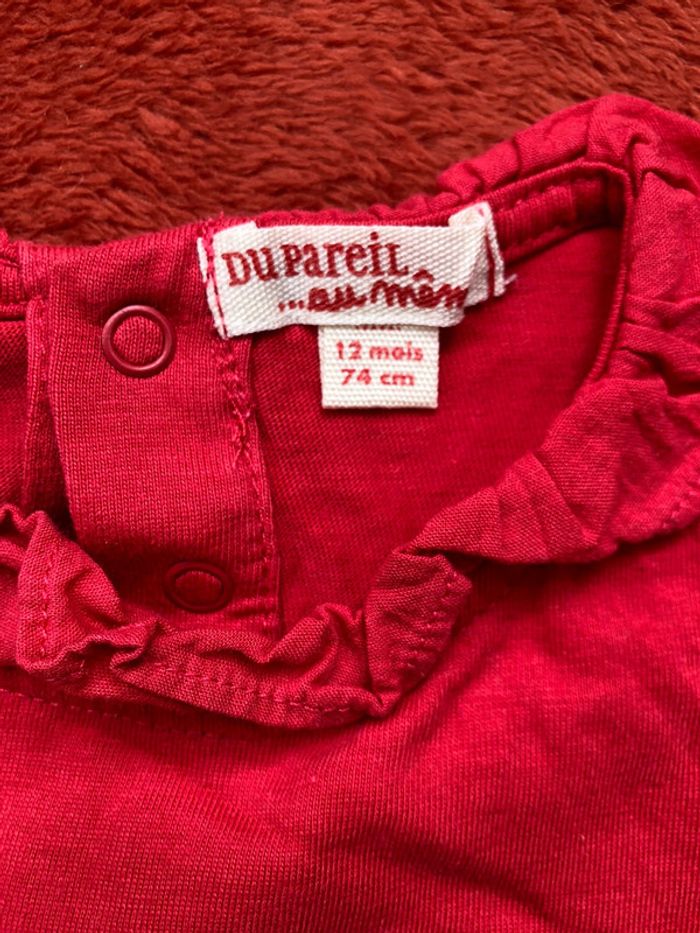 Du Pareil
...au mêm
12 mois
74 cm